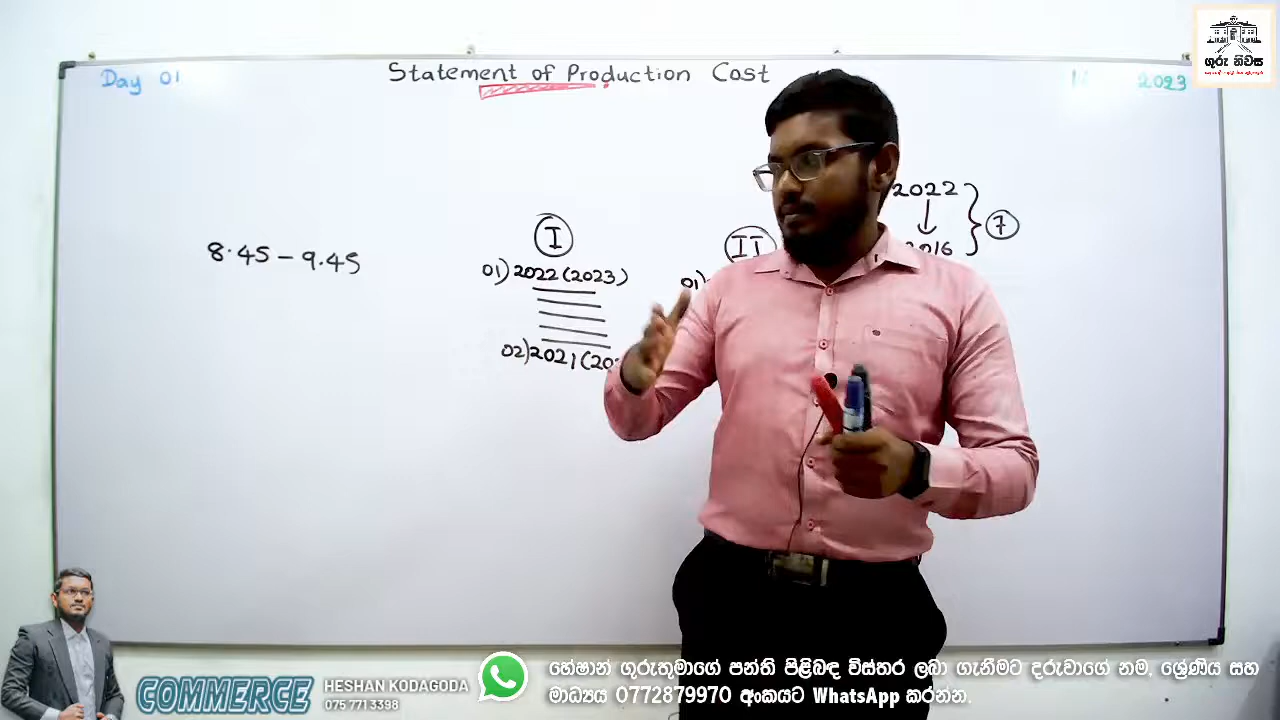 Day 01
Statement of Production Cost
2023
ගුරු නිවස
8.45 - 9.45
I
01) 2022 (2023)
02) 2021 (20
II
01)
2022
2016
7
COMMERCE
HESHAN KODAGODA
075 771 3398
හේෂාන් ගුරුතුමාගේ පන්ති පිළිබඳ විස්තර ලබා ගැනීමට දරුවාගේ නම, ශ්‍රේණිය සහ
මාධ්‍යය 0772879970 අංකයට WhatsApp කරන්න.